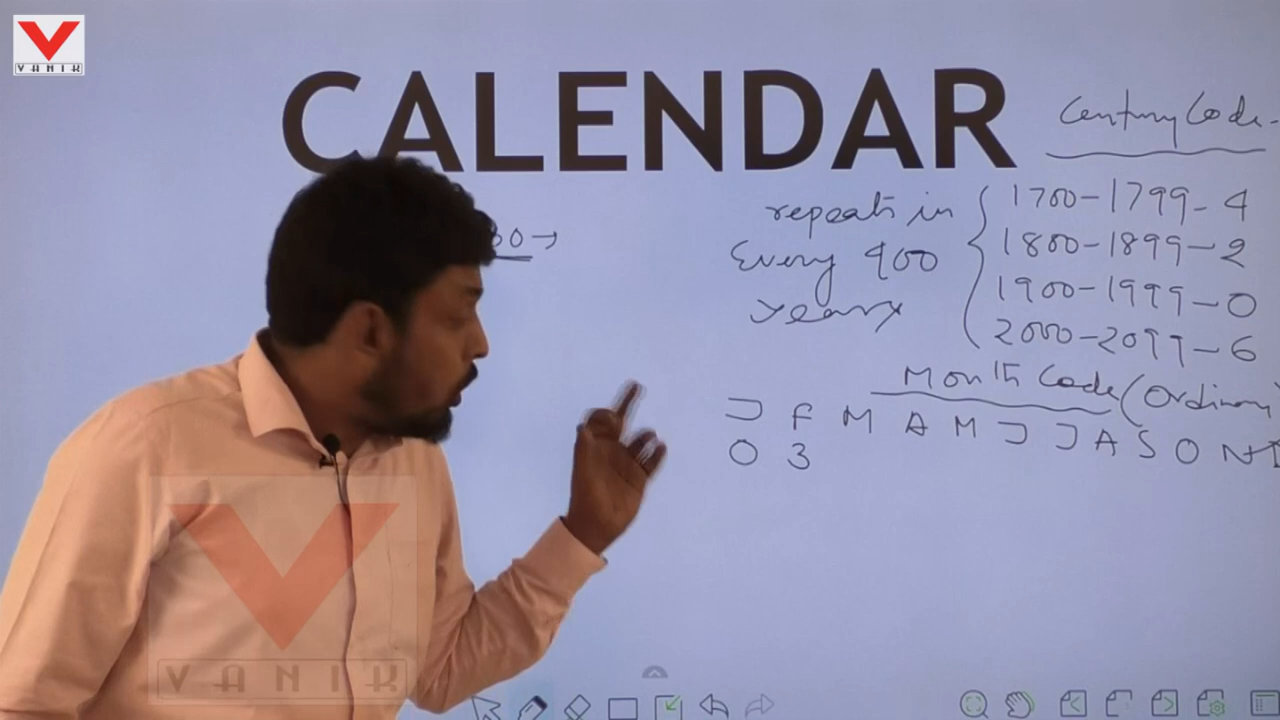 VANIK
CALENDAR
Century Code -
repeats in
Every 400
years
1700-1799-4
1800-1899-2
1900-1999-0
2000-2099-6
Month Code (Ordinary)
J F M A M J J A S O N
0 3
VANIK